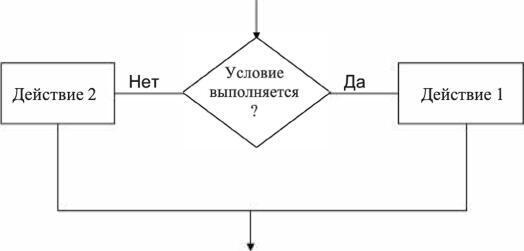 Условие
выполняется
?
Нет
Да
Действие 2
Действие 1